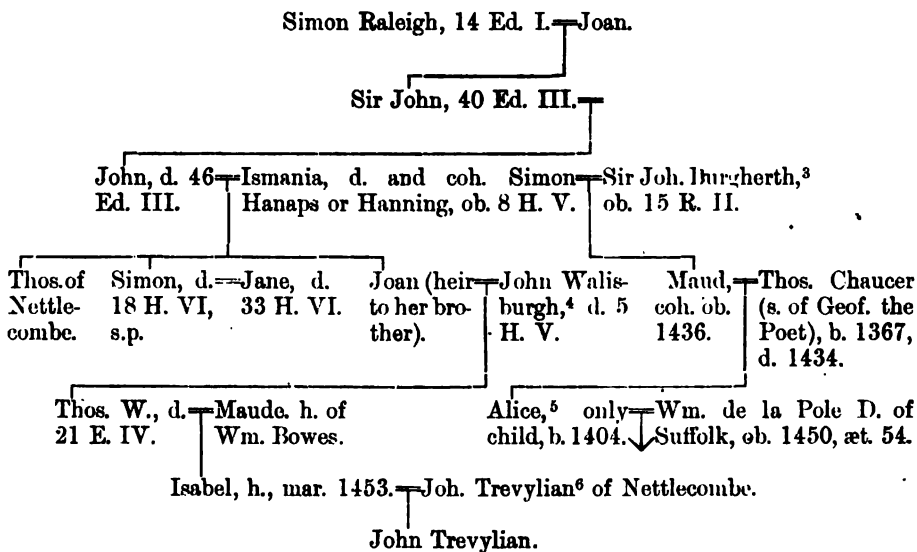 Simon Raleigh, 14 Ed. I.=Joan.
Sir John, 40 Ed. III.=
John, d. 46
Ed. III.
=Ismania, d. and coh. Simon
Hanaps or Hanning, ob. 8 H. V.
=Sir Joh. Burgherth,³
ob. 15 R. II.
Thos. of
Nettle-
combe.
Simon, d.
18 H. VI,
s.p.
=Jane, d.
33 H. VI.
Joan (heir
to her bro-
ther).
=John Walis-
burgh,⁴ d. 5
H. V.
Maud,
coh. ob.
1436.
=Thos. Chaucer
(s. of Geof. the
Poet), b. 1367,
d. 1434.
Thos. W., d.
21 E. IV.
=Maude. h. of
Wm. Bowes.
Alice,⁵ only
child, b. 1404.
=Wm. de la Pole D. of
Suffolk, ob. 1450, æt. 54.
Isabel, h., mar. 1453.=Joh. Trevylian⁶ of Nettlecombe.
John Trevylian.